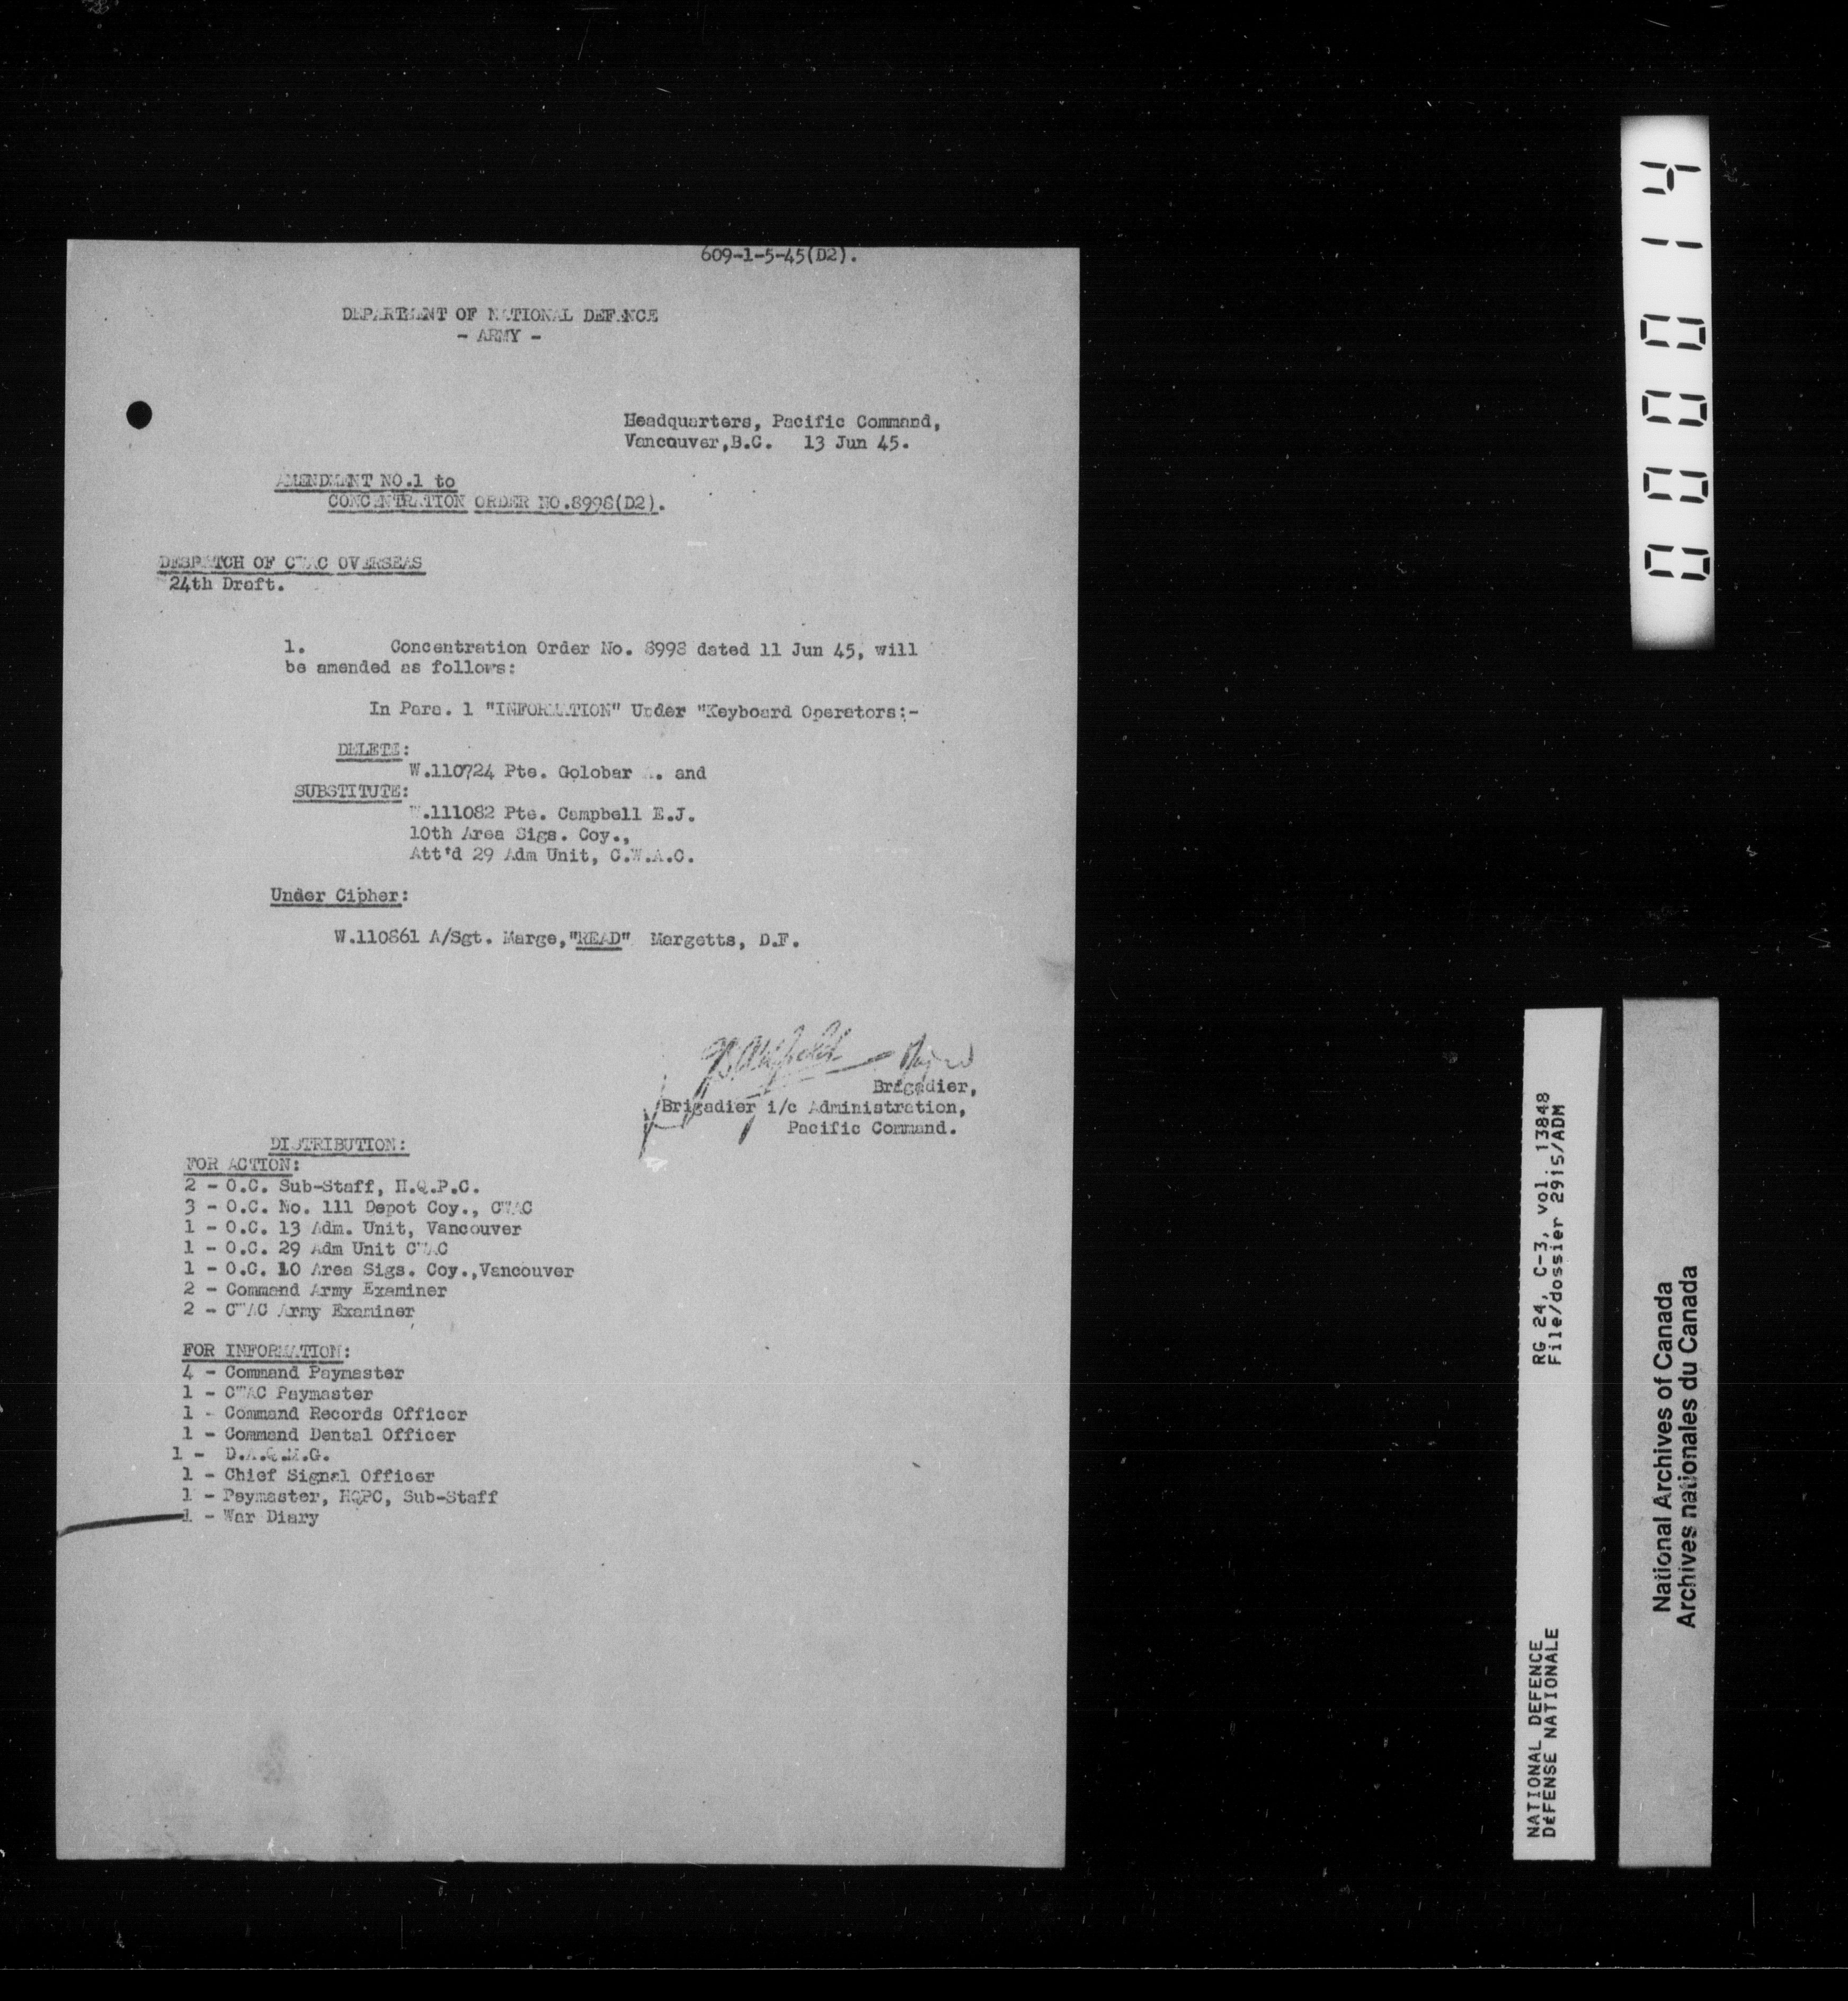 609-1-5-45(D2).
DEPARTMENT OF NATIONAL DEFENCE
- ARMY -
Headquarters, Pacific Command,
Vancouver,B.C. 13 Jun 45.
AMENDMENT NO.1 to
CONCENTRATION ORDER NO.8998(D2).
DESPATCH OF CWAC OVERSEAS
24th Draft.
1. Concentration Order No. 8998 dated 11 Jun 45, will
be amended as follows:
In Para. 1 "INFORMATION" Under "Keyboard Operators:-
DELETE:
W.110724 Pte. Golobar . and
SUBSTITUTE:
W.111082 Pte. Campbell E.J.
10th Area Sigs. Coy.,
Att'd 29 Adm Unit, C.W.A.C.
Under Cipher:
W.110861 A/Sgt. Marge,"READ" Margetts, D.F.
Brigadier,
Brigadier i/c Administration,
Pacific Command.
DISTRIBUTION:
FOR ACTION:
2 - O.C. Sub-Staff, H.Q.P.C.
3 - O.C. No. 111 Depot Coy., CWAC
1 - O.C. 13 Adm. Unit, Vancouver
1 - O.C. 29 Adm Unit CWAC
1 - O.C. 10 Area Sigs. Coy.,Vancouver
2 - Command Army Examiner
2 - CWAC Army Examiner
FOR INFORMATION:
4 - Command Paymaster
1 - CWAC Paymaster
1 - Command Records Officer
1 - Command Dental Officer
1 - D.A.Q.M.G.
1 - Chief Signal Officer
1 - Paymaster, HQPC, Sub-Staff
1 - War Diary
000014
NATIONAL DEFENCE RG 24, C-3, vol. 13848
DéFENSE NATIONALE File/dossier 2915/ADM
National Archives of Canada
Archives nationales du Canada